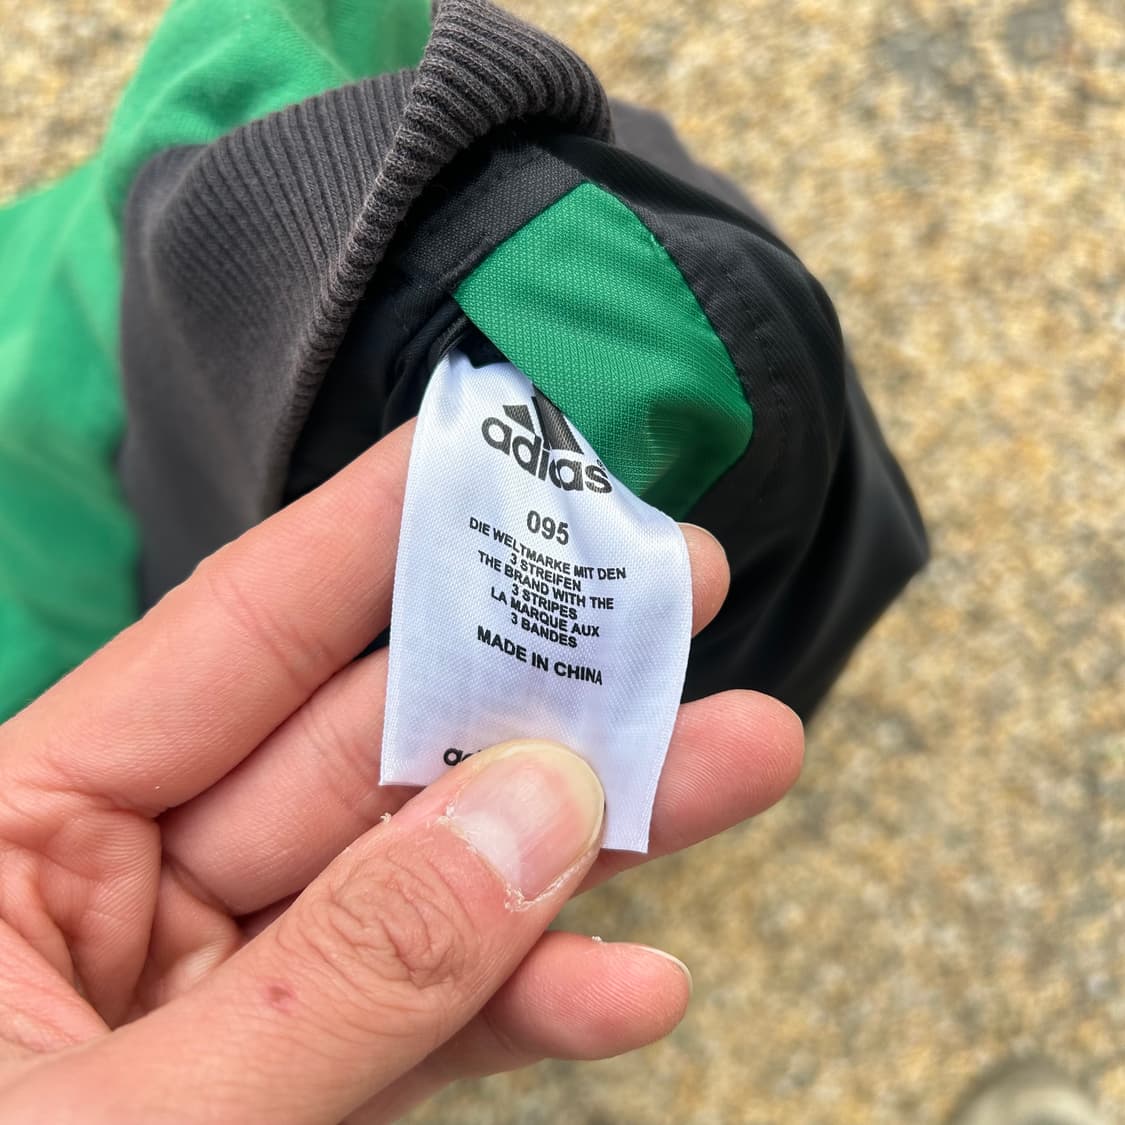 adidas
095
DIE WELTMARKE MIT DEN
3 STREIFEN
THE BRAND WITH THE
3 STRIPES
LA MARQUE AUX
3 BANDES
MADE IN CHINA